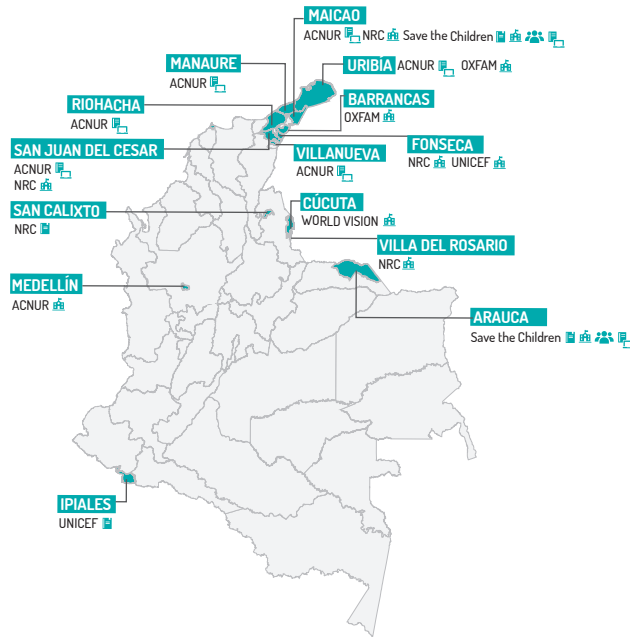 MAICAO
ACNUR NRC Save the Children
MANAURE
ACNUR
URIBIA ACNUR OXFAM
RIOHACHA
ACNUR
BARRANCAS
OXFAM
SAN JUAN DEL CESAR
ACNUR
NRC
VILLANUEVA
ACNUR
FONSECA
NRC UNICEF
SAN CALIXTO
NRC
CÚCUTA
WORLD VISION
VILLA DEL ROSARIO
NRC
MEDELLÍN
ACNUR
ARAUCA
Save the Children
IPIALES
UNICEF